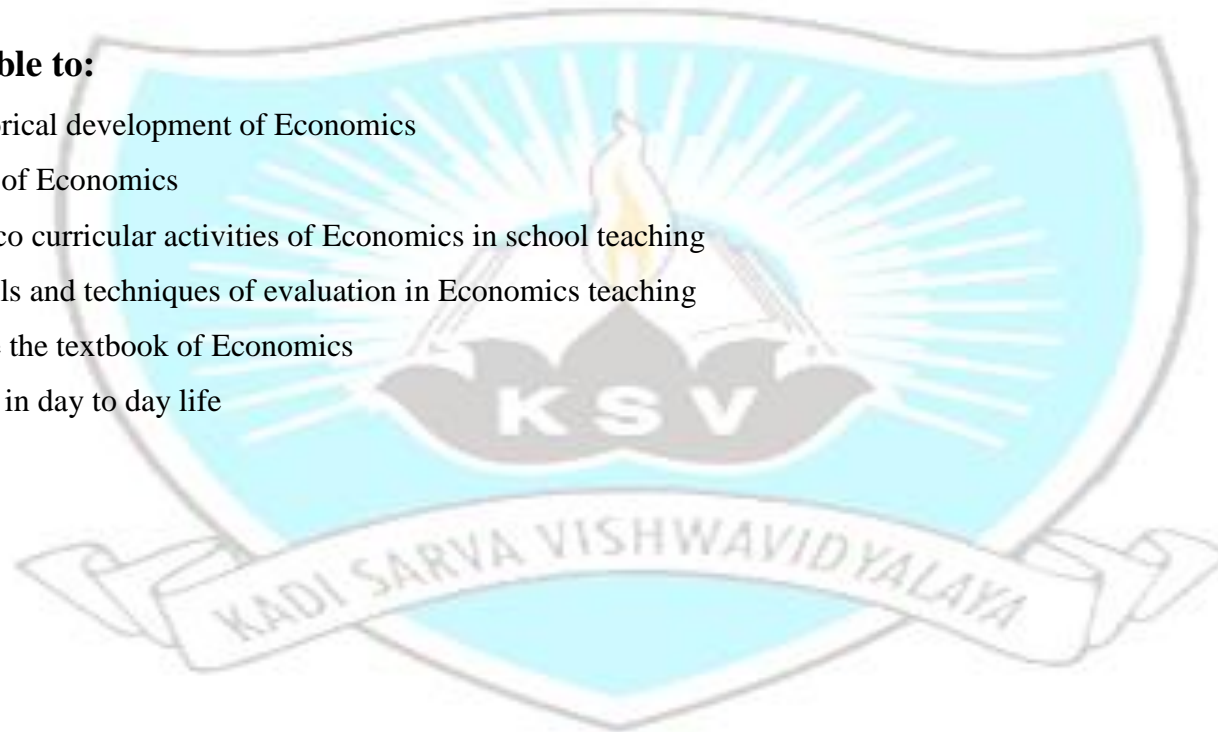 ble to:
orical development of Economics
of Economics
co curricular activities of Economics in school teaching
ls and techniques of evaluation in Economics teaching
the textbook of Economics
in day to day life
KSV
KADI SARVA VISHWAVIDYALAYA